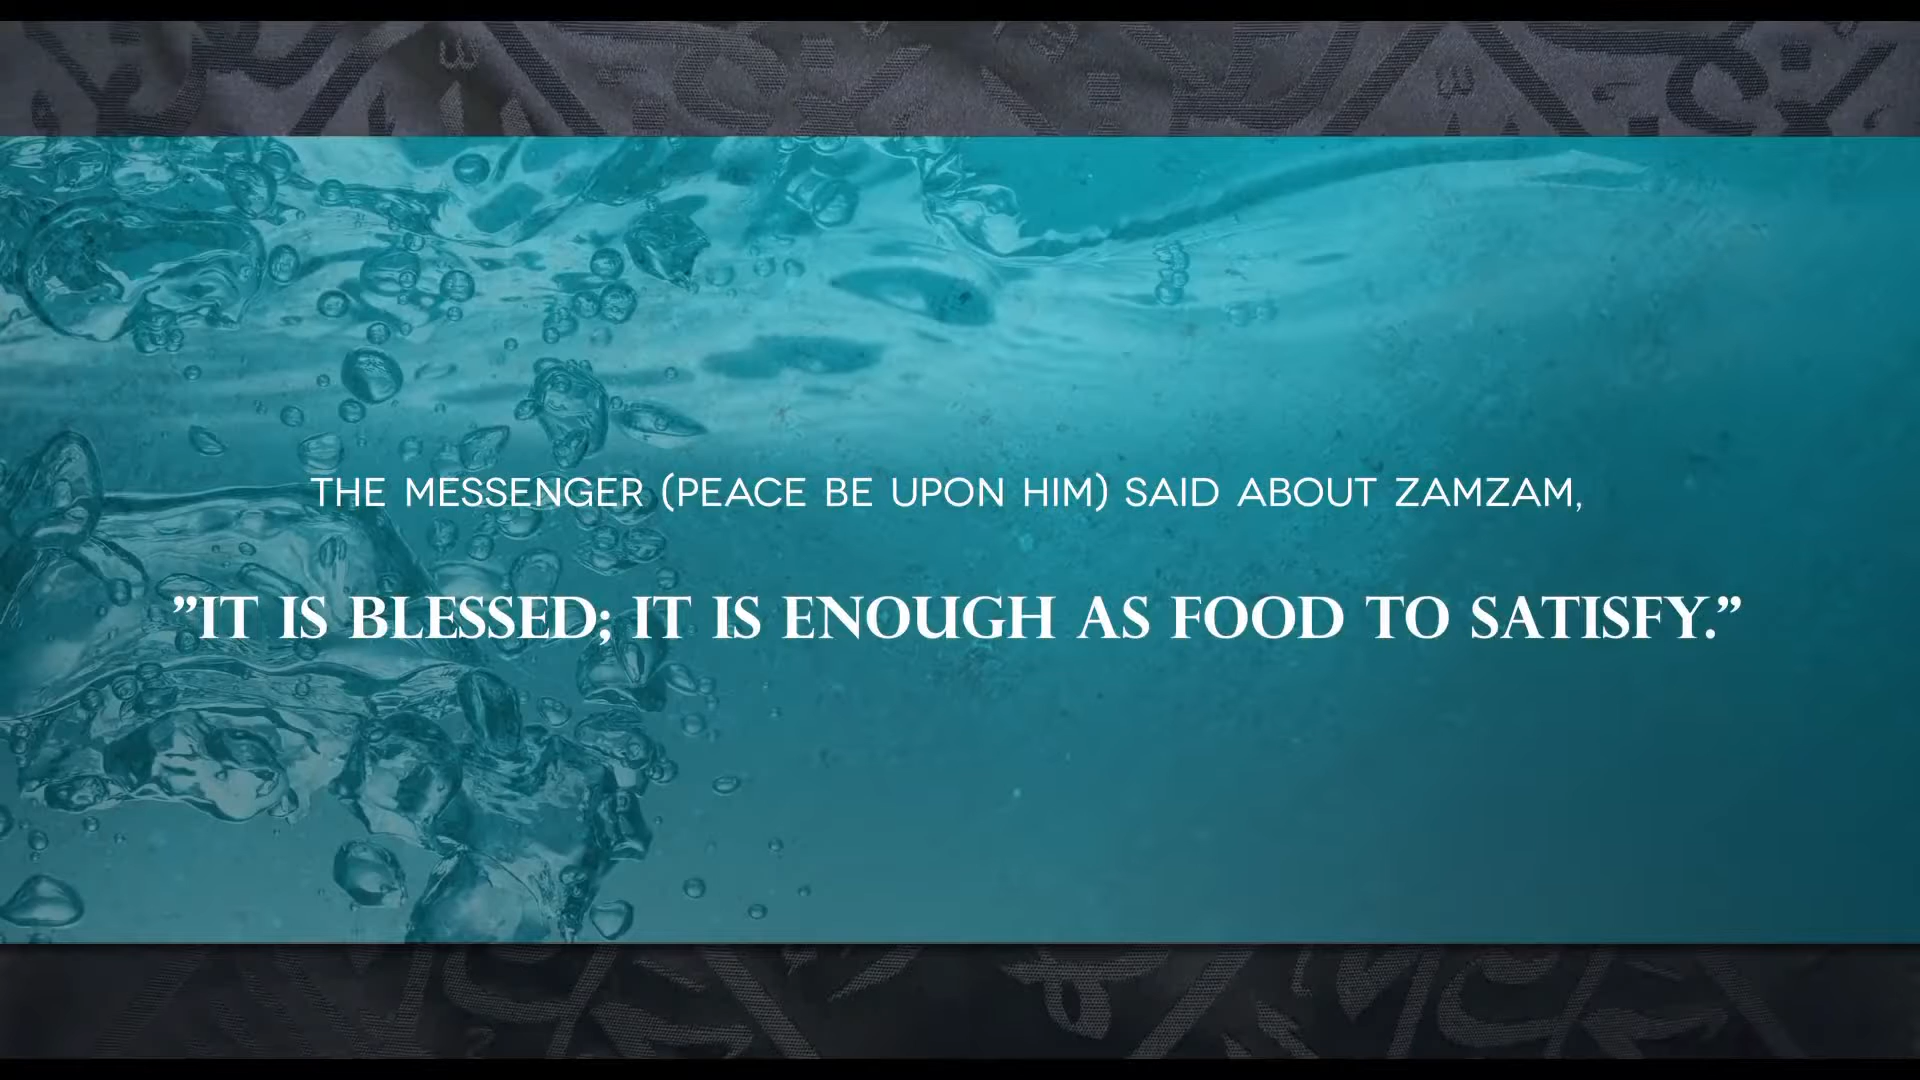 THE MESSENGER (PEACE BE UPON HIM) SAID ABOUT ZAMZAM,
”IT IS BLESSED; IT IS ENOUGH AS FOOD TO SATISFY.”